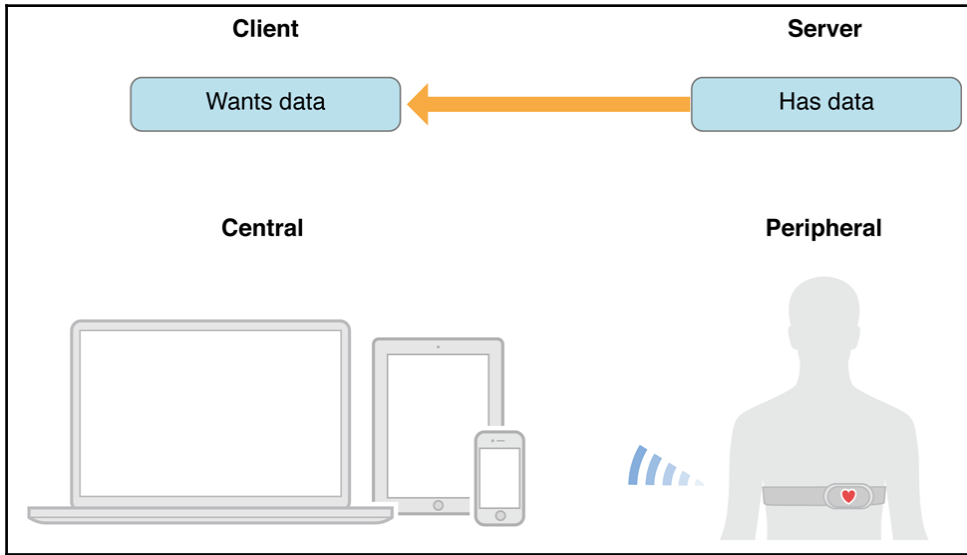 Client
Server
Wants data
Has data
Central
Peripheral